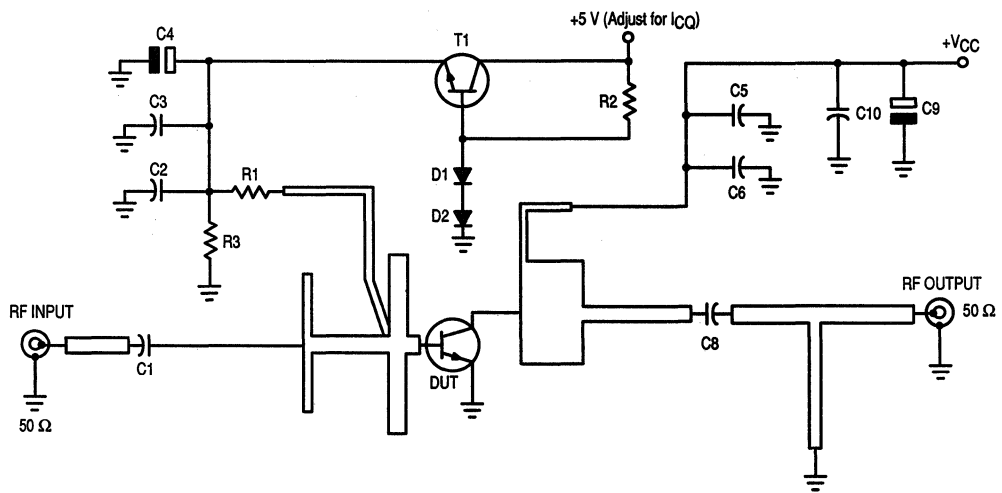 +5 V (Adjust for ICQ)
C4
T1
+VCC
C3
R2
C5
C10
C9
C2
R1
D1
C6
D2
R3
RF INPUT
RF OUTPUT
50 Ω
C1
DUT
C8
50 Ω